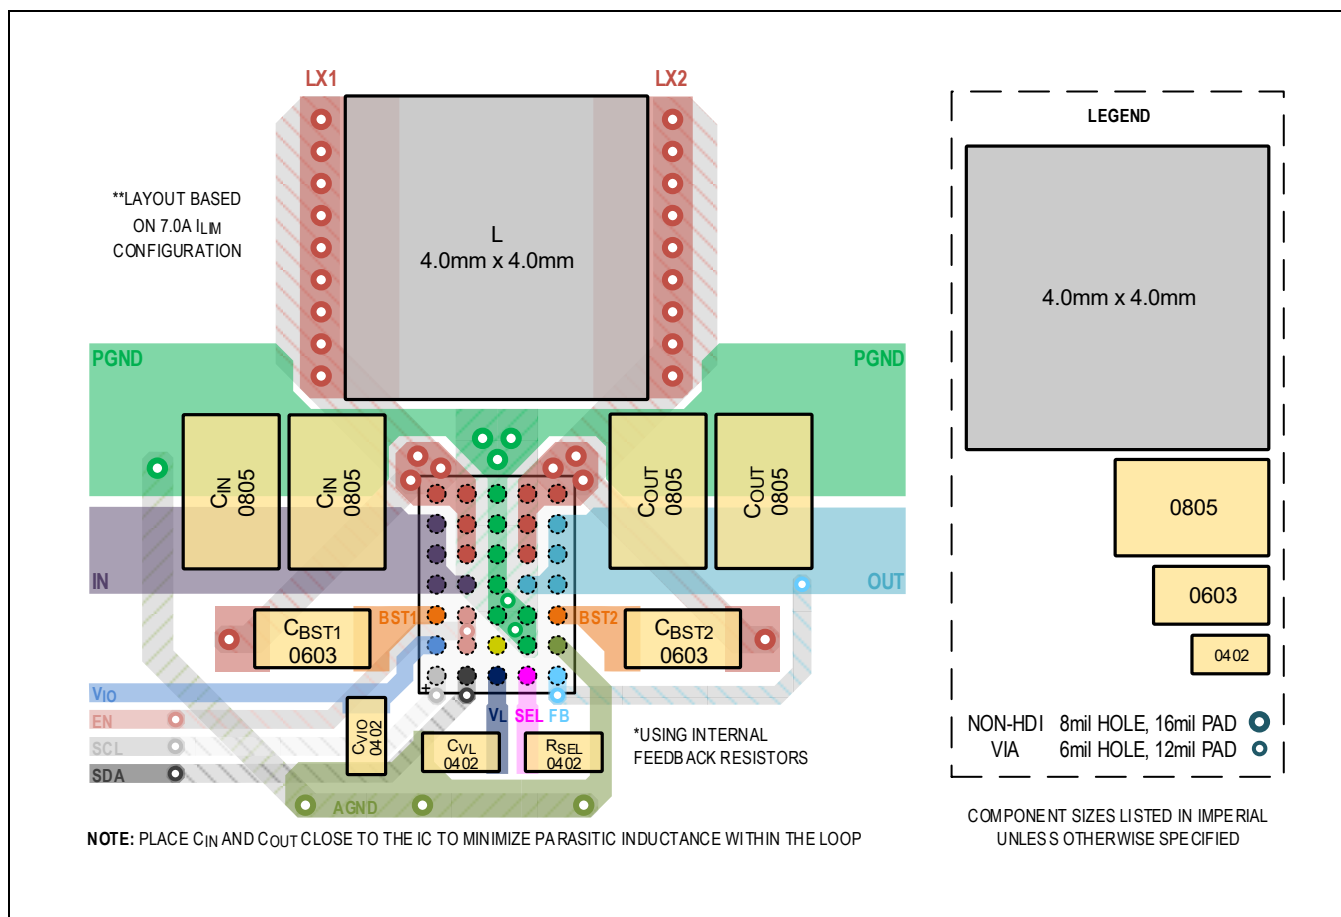 LX1
LX2
LEGEND
**LAYOUT BASED
ON 7.0A ILIM
CONFIGURATION
L
4.0mm x 4.0mm
4.0mm x 4.0mm
PGND
PGND
CIN
0805
CIN
0805
COUT
0805
COUT
0805
0805
IN
OUT
0603
BST1
BST2
CBST1
0603
CBST2
0603
0402
VIO
EN
SCL
SDA
CVIO
0402
+
VL
SEL
FB
CVL
0402
RSEL
0402
*USING INTERNAL
FEEDBACK RESISTORS
NON-HDI 8mil HOLE, 16mil PAD
VIA 6mil HOLE, 12mil PAD
AGND
NOTE: PLACE CIN AND COUT CLOSE TO THE IC TO MINIMIZE PARASITIC INDUCTANCE WITHIN THE LOOP
COMPONENT SIZES LISTED IN IMPERIAL
UNLESS OTHERWISE SPECIFIED